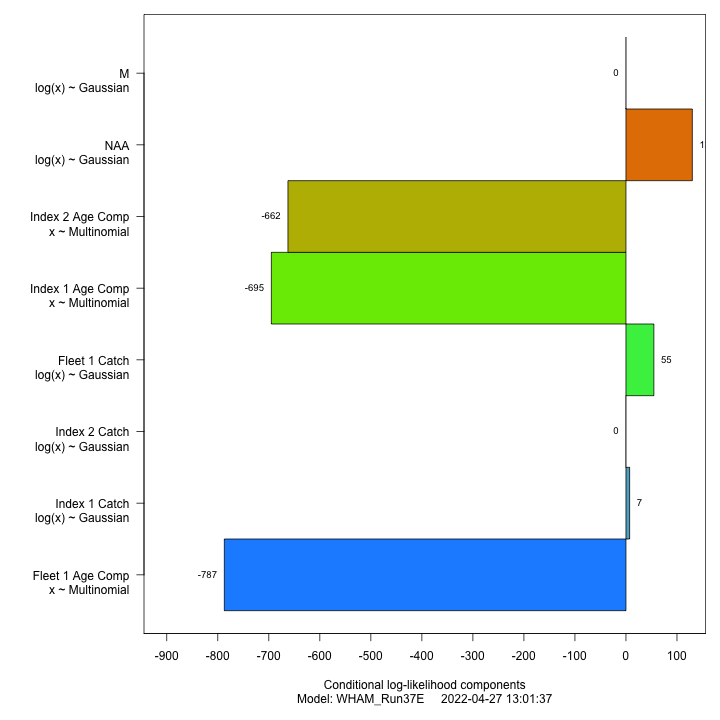 M
log(x) ~ Gaussian
0
NAA
log(x) ~ Gaussian
1
Index 2 Age Comp
x ~ Multinomial
-662
Index 1 Age Comp
x ~ Multinomial
-695
Fleet 1 Catch
log(x) ~ Gaussian
55
Index 2 Catch
log(x) ~ Gaussian
0
Index 1 Catch
log(x) ~ Gaussian
7
Fleet 1 Age Comp
x ~ Multinomial
-787
-900 -800 -700 -600 -500 -400 -300 -200 -100 0 100
Conditional log-likelihood components
Model: WHAM_Run37E 2022-04-27 13:01:37